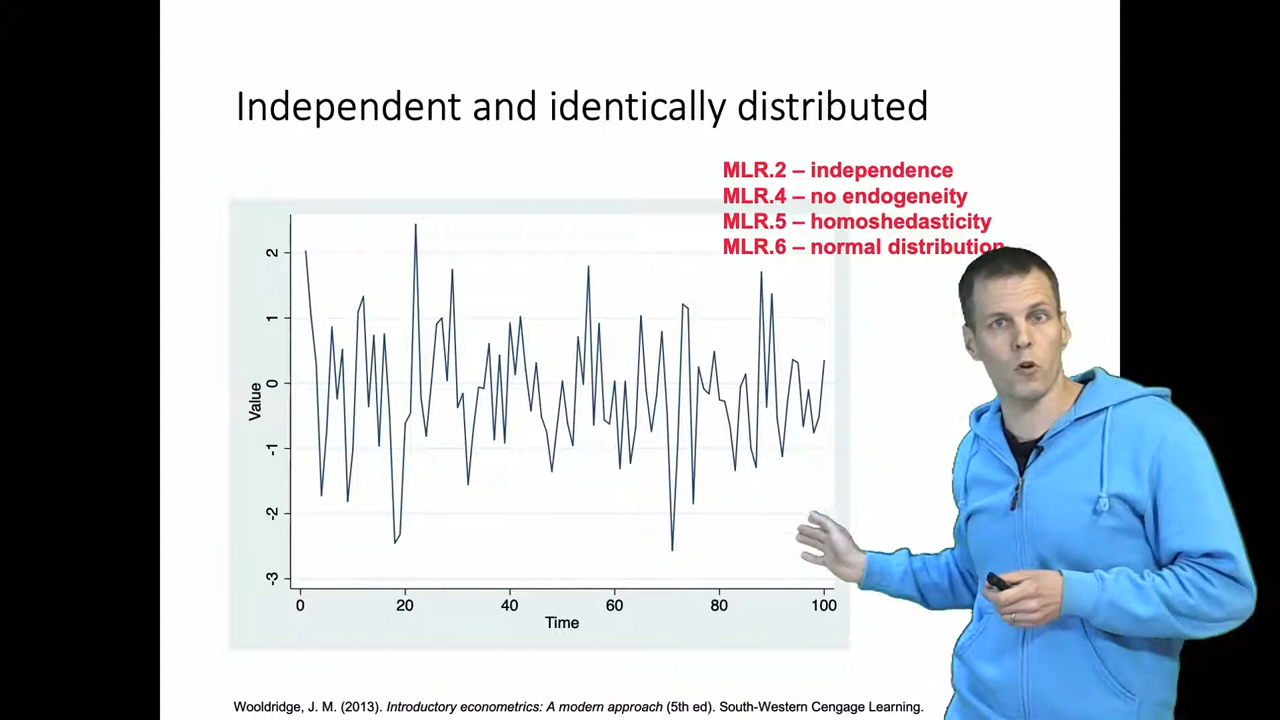 Independent and identically distributed
MLR.2 – independence
MLR.4 – no endogeneity
MLR.5 – homoshedasticity
MLR.6 – normal distribution
2
1
0
-1
-2
-3
Value
0 20 40 60 80 100
Time
Wooldridge, J. M. (2013). Introductory econometrics: A modern approach (5th ed). South-Western Cengage Learning.